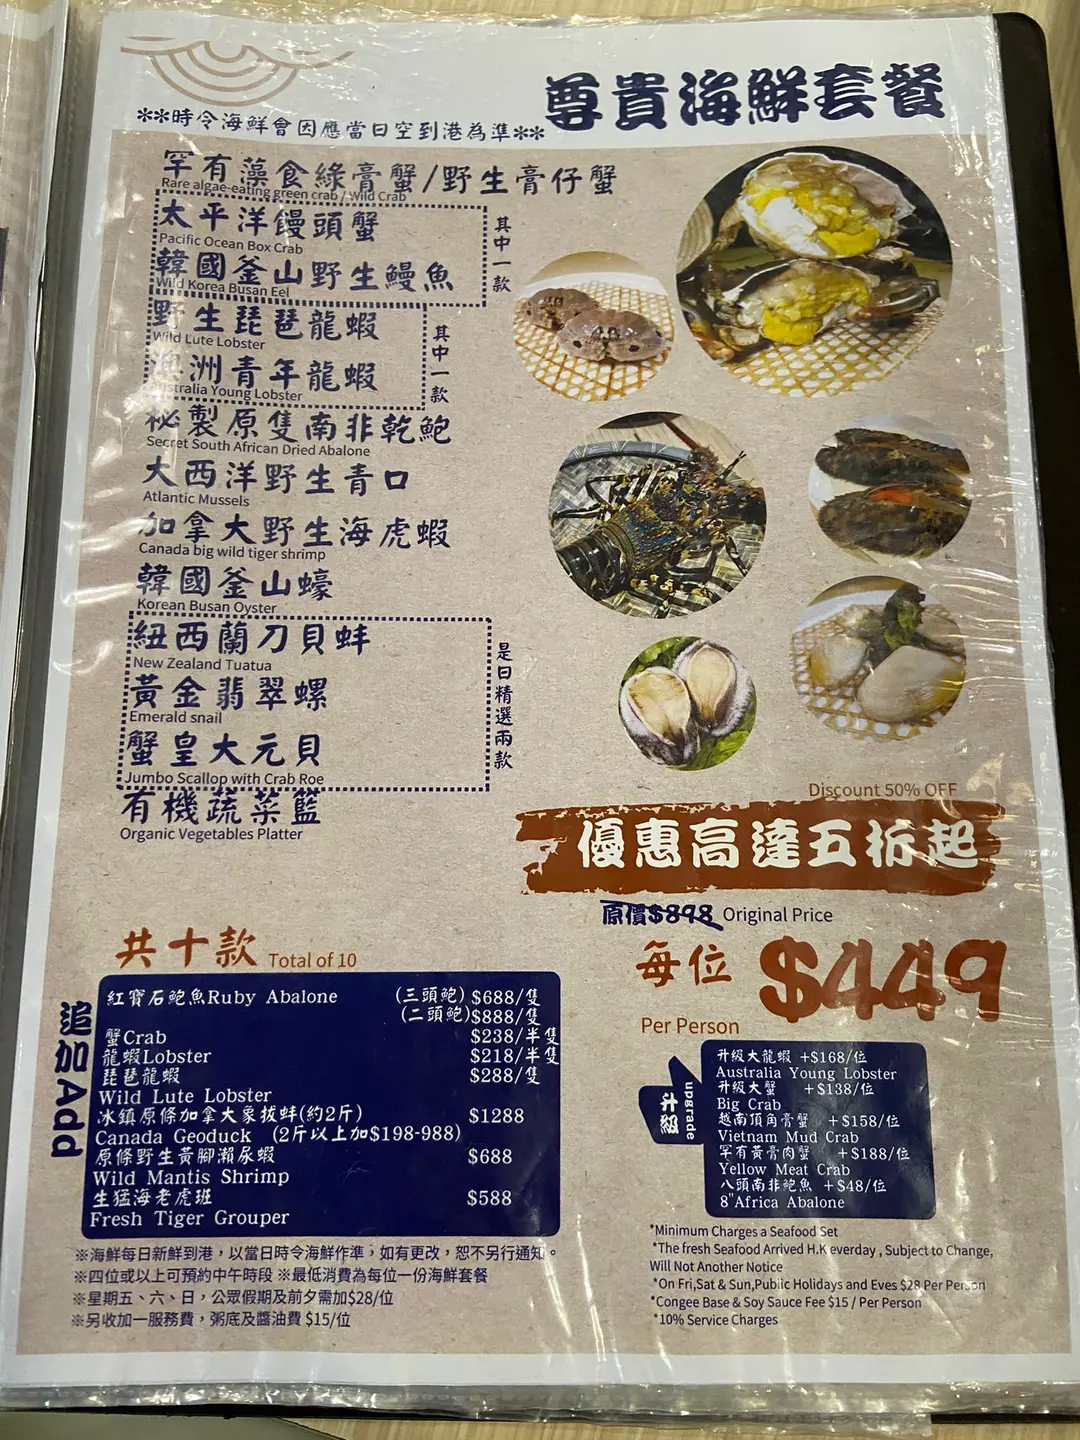 尊貴海鮮套餐
**時令海鮮會因應當日空到港為準**
罕有藻食綠膏蟹/野生膏仔蟹
Rare algae-eating green crab / Wild Crab
太平洋饅頭蟹
Pacific Ocean Box Crab
韓國釜山野生鰻魚
Wild Korea Busan Eel
其中一款
野生琵琶龍蝦
Wild Lute Lobster
澳洲青年龍蝦
Australia Young Lobster
其中一款
秘製原隻南非乾鮑
Secret South African Dried Abalone
大西洋野生青口
Atlantic Mussels
加拿大野生海虎蝦
Canada big wild tiger shrimp
韓國釜山蠔
Korean Busan Oyster
紐西蘭刀貝蚌
New Zealand Tuatua
黃金翡翠螺
Emerald snail
蟹皇大元貝
Jumbo Scallop with Crab Roe
是日精選兩款
有機蔬菜籃
Organic Vegetables Platter
Discount 50% OFF
優惠高達五折起
原價$898 Original Price
每位 $449
Per Person
共十款 Total of 10
追加 Add
紅寶石鮑魚Ruby Abalone (三頭鮑) $688/隻
(二頭鮑)$888/隻
蟹Crab $238/半隻
龍蝦Lobster $218/半隻
琵琶龍蝦 $288/隻
Wild Lute Lobster
冰鎮原條加拿大象拔蚌(約2斤) $1288
Canada Geoduck (2斤以上加$198-988)
原條野生黃腳瀨尿蝦 $688
Wild Mantis Shrimp
生猛海老虎班 $588
Fresh Tiger Grouper
升級 upgrade
升級大龍蝦 +$168/位
Australia Young Lobster
升級大蟹 +$138/位
Big Crab
越南頂角膏蟹 +$158/位
Vietnam Mud Crab
罕有黃膏肉蟹 +$188/位
Yellow Meat Crab
八頭南非鮑魚 +$48/位
8"Africa Abalone
※海鮮每日新鮮到港，以當日時令海鮮作準，如有更改，恕不另行通知。
※四位或以上可預約中午時段 ※最低消費為每位一份海鮮套餐
※星期五、六、日，公眾假期及前夕需加$28/位
※另收加一服務費，粥底及醬油費 $15/位
*Minimum Charges a Seafood Set
*The fresh Seafood Arrived H.K everday , Subject to Change,
Will Not Another Notice
*On Fri,Sat & Sun,Public Holidays and Eves $28 Per Person
*Congee Base & Soy Sauce Fee $15 / Per Person
*10% Service Charges